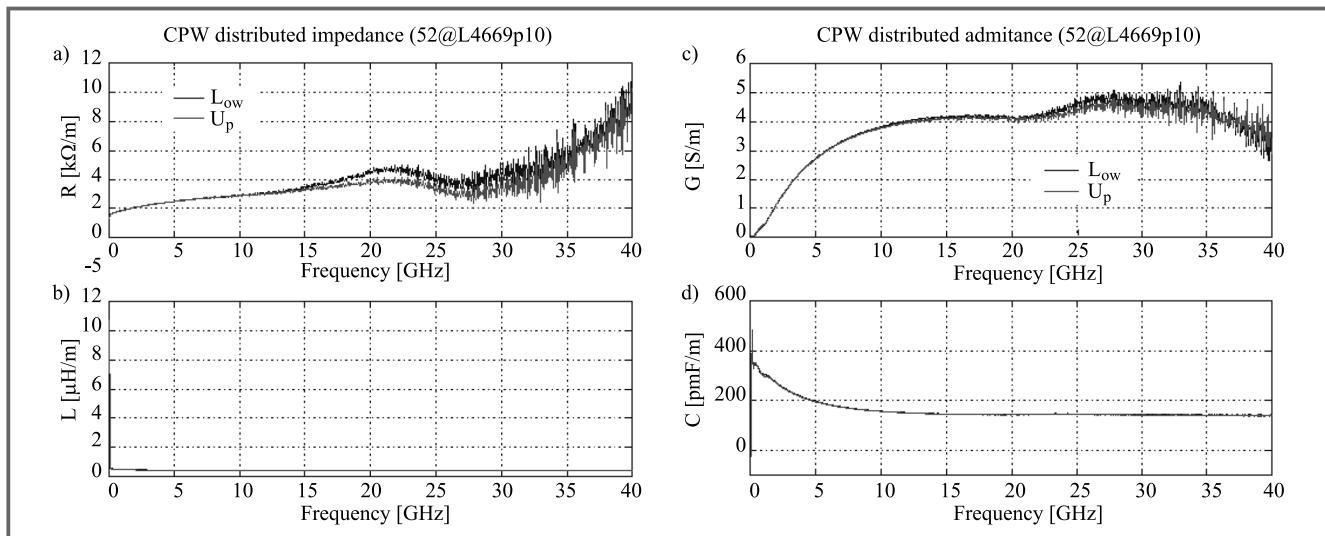 CPW distributed impedance (52@L4669p10)
a)
12
10
8
6
4
2
0
-5
R [kΩ/m]
Low
Up
0 5 10 15 20 25 30 35 40
Frequency [GHz]
b)
12
10
8
6
4
2
0
L [µH/m]
0 5 10 15 20 25 30 35 40
Frequency [GHz]
CPW distributed admitance (52@L4669p10)
c)
6
5
4
3
2
1
0
G [S/m]
Low
Up
0 5 10 15 20 25 30 35 40
Frequency [GHz]
d)
600
400
200
0
C [pmF/m]
0 5 10 15 20 25 30 35 40
Frequency [GHz]